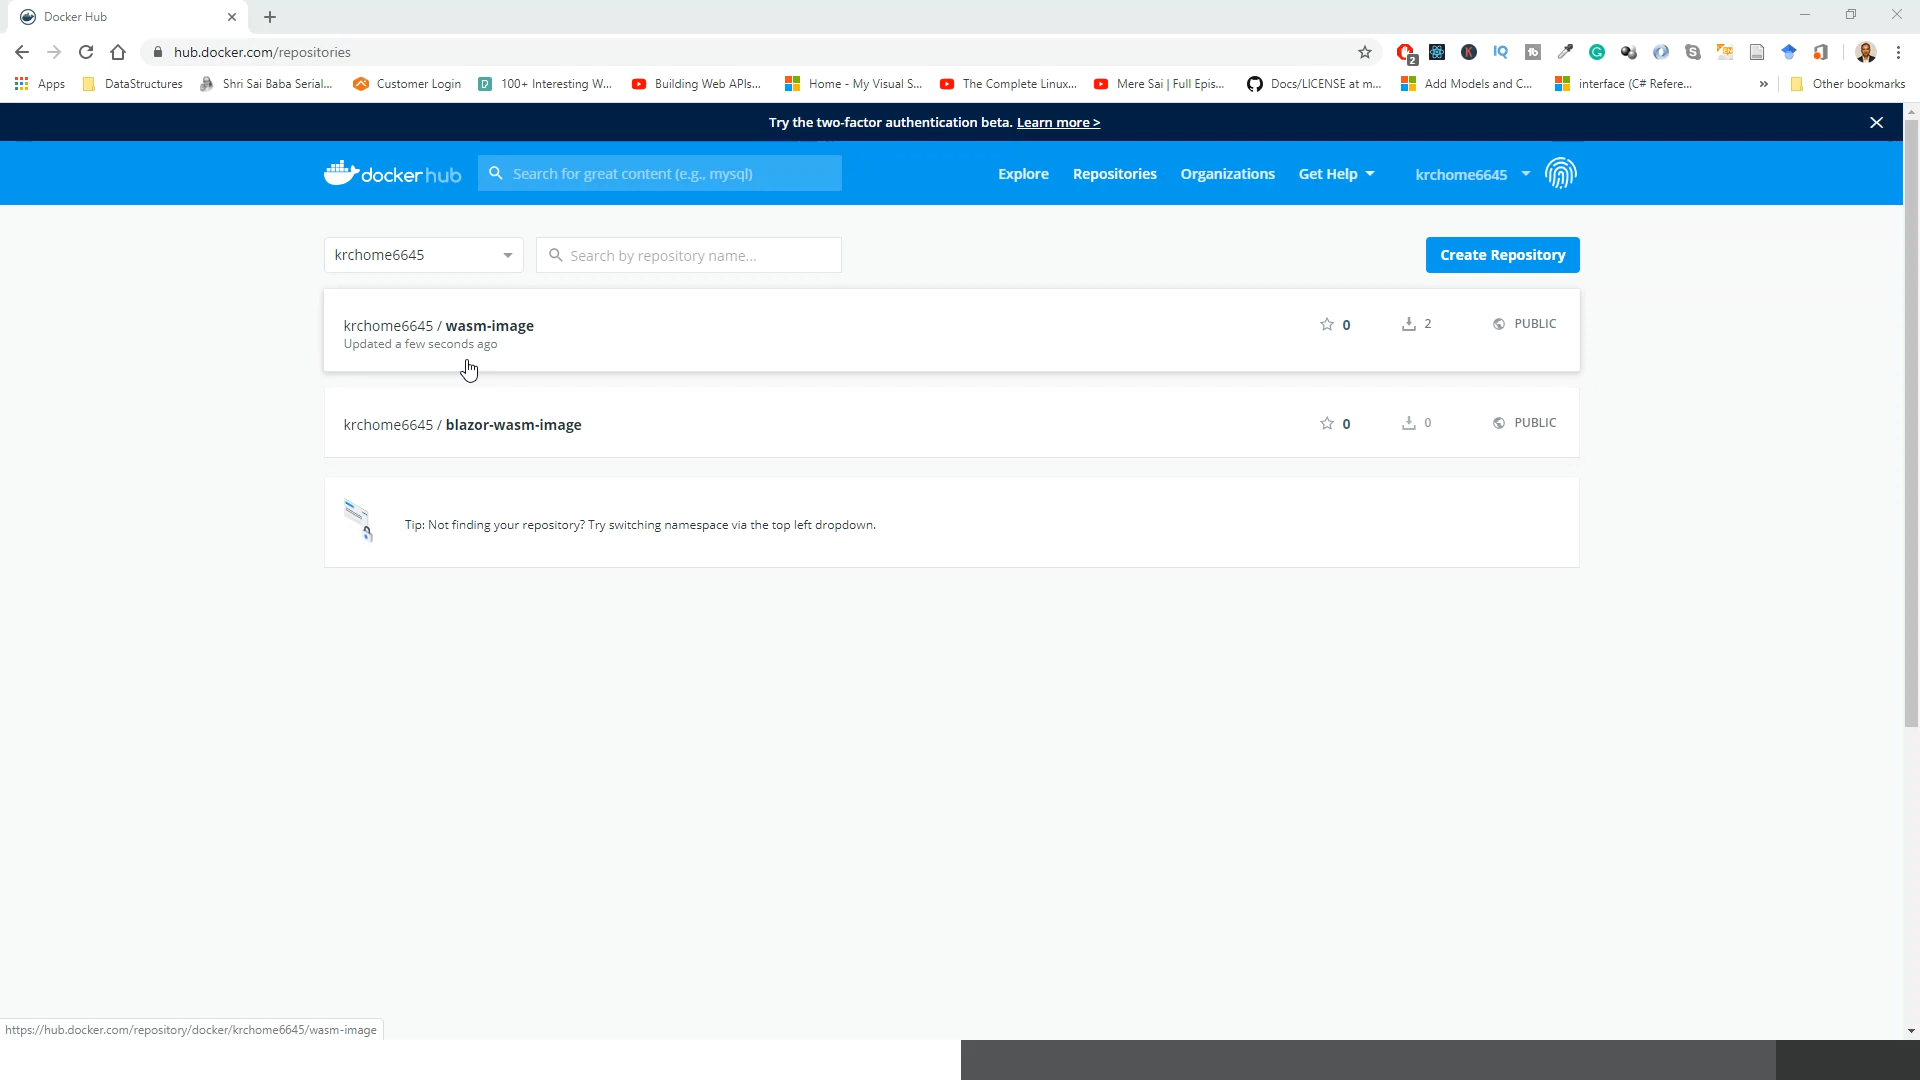 Docker Hub
hub.docker.com/repositories
2
Apps DataStructures Shri Sai Baba Serial... Customer Login 100+ Interesting W... Building Web APIs... Home - My Visual S... The Complete Linux... Mere Sai | Full Epis... Docs/LICENSE at m... Add Models and C... interface (C# Refere... » Other bookmarks
Try the two-factor authentication beta. Learn more >
docker hub Search for great content (e.g., mysql) Explore Repositories Organizations Get Help krchome6645
krchome6645 Search by repository name... Create Repository
krchome6645 / wasm-image 0 2 PUBLIC
Updated a few seconds ago
krchome6645 / blazor-wasm-image 0 0 PUBLIC
Tip: Not finding your repository? Try switching namespace via the top left dropdown.
https://hub.docker.com/repository/docker/krchome6645/wasm-image